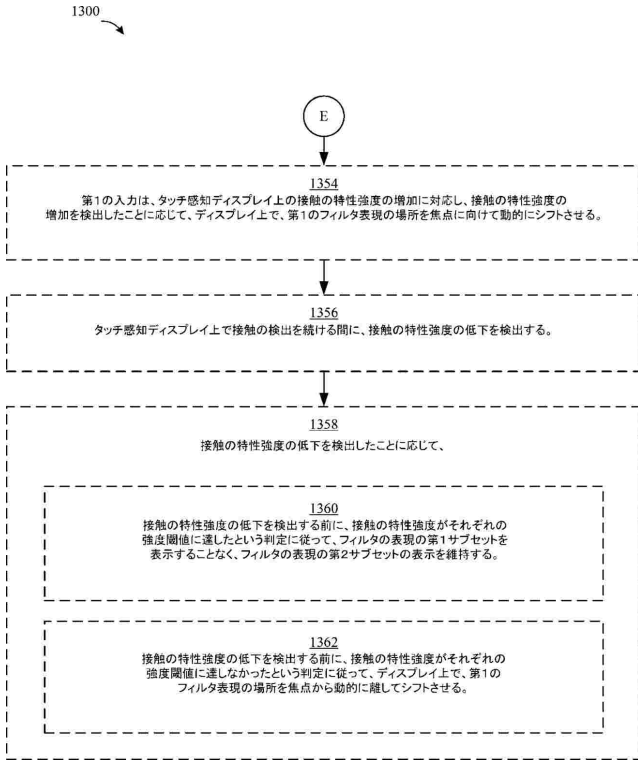 1300
E
1354
第1の入力は、タッチ感知ディスプレイ上の接触の特性強度の増加に対応し、接触の特性強度の
増加を検出したことに応じて、ディスプレイ上で、第1のフィルタ表現の場所を焦点に向けて動的にシフトさせる。
1356
タッチ感知ディスプレイ上で接触の検出を続ける間に、接触の特性強度の低下を検出する。
1358
接触の特性強度の低下を検出したことに応じて、
1360
接触の特性強度の低下を検出する前に、接触の特性強度がそれぞれの
強度閾値に達したという判定に従って、フィルタの表現の第1サブセットを
表示することなく、フィルタの表現の第2サブセットの表示を維持する。
1362
接触の特性強度の低下を検出する前に、接触の特性強度がそれぞれの
強度閾値に達しなかったという判定に従って、ディスプレイ上で、第1の
フィルタ表現の場所を焦点から動的に離してシフトさせる。